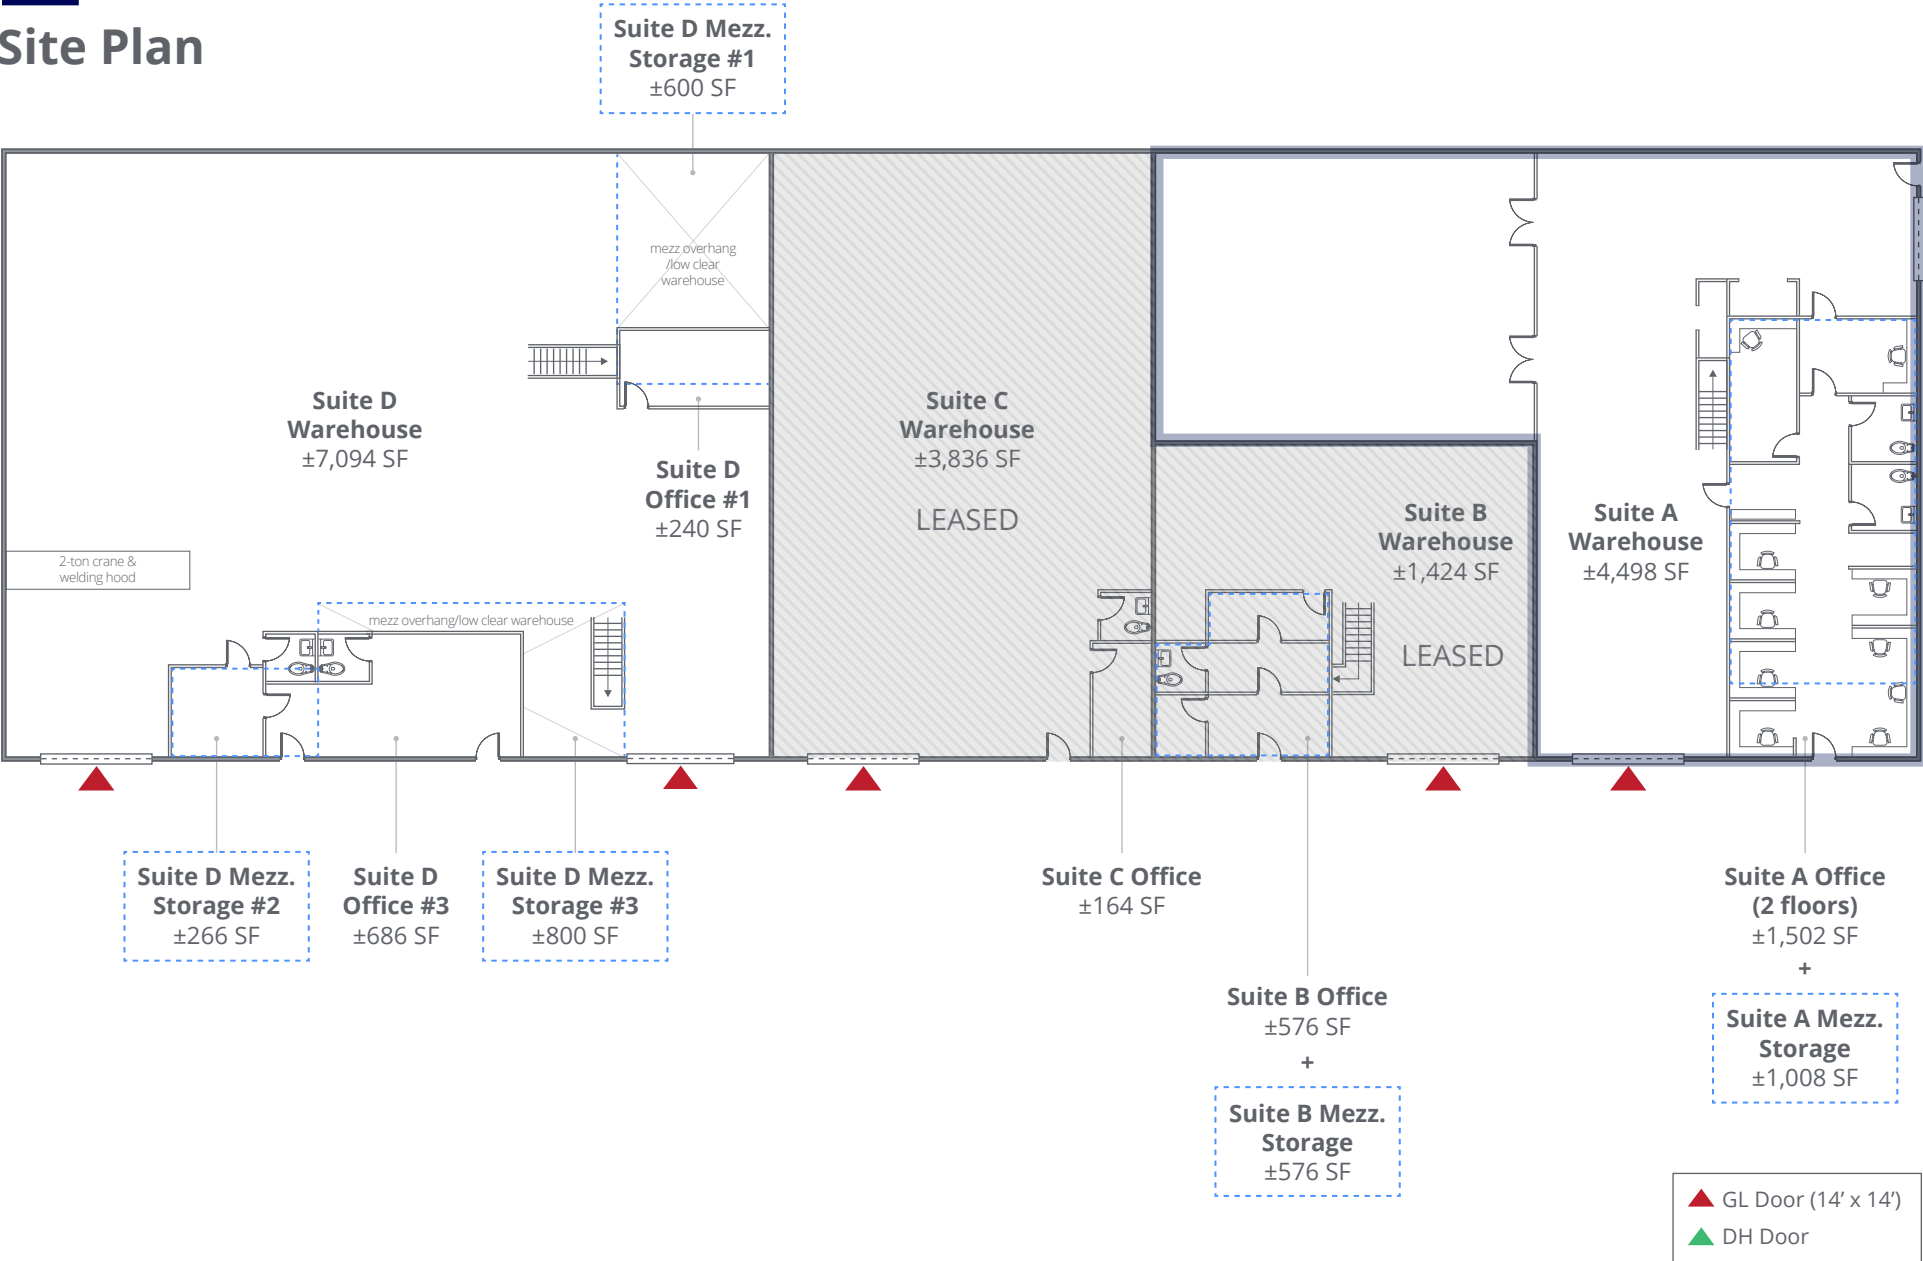 Site Plan
Suite D Mezz.
Storage #1
±600 SF
mezz overhang
/low clear
warehouse
Suite D
Warehouse
±7,094 SF
Suite D
Office #1
±240 SF
2-ton crane &
welding hood
mezz overhang/low clear warehouse
Suite C
Warehouse
±3,836 SF
LEASED
Suite B
Warehouse
±1,424 SF
LEASED
Suite A
Warehouse
±4,498 SF
Suite D Mezz.
Storage #2
±266 SF
Suite D
Office #3
±686 SF
Suite D Mezz.
Storage #3
±800 SF
Suite C Office
±164 SF
Suite B Office
±576 SF
+
Suite B Mezz.
Storage
±576 SF
Suite A Office
(2 floors)
±1,502 SF
+
Suite A Mezz.
Storage
±1,008 SF
GL Door (14’ x 14’)
DH Door